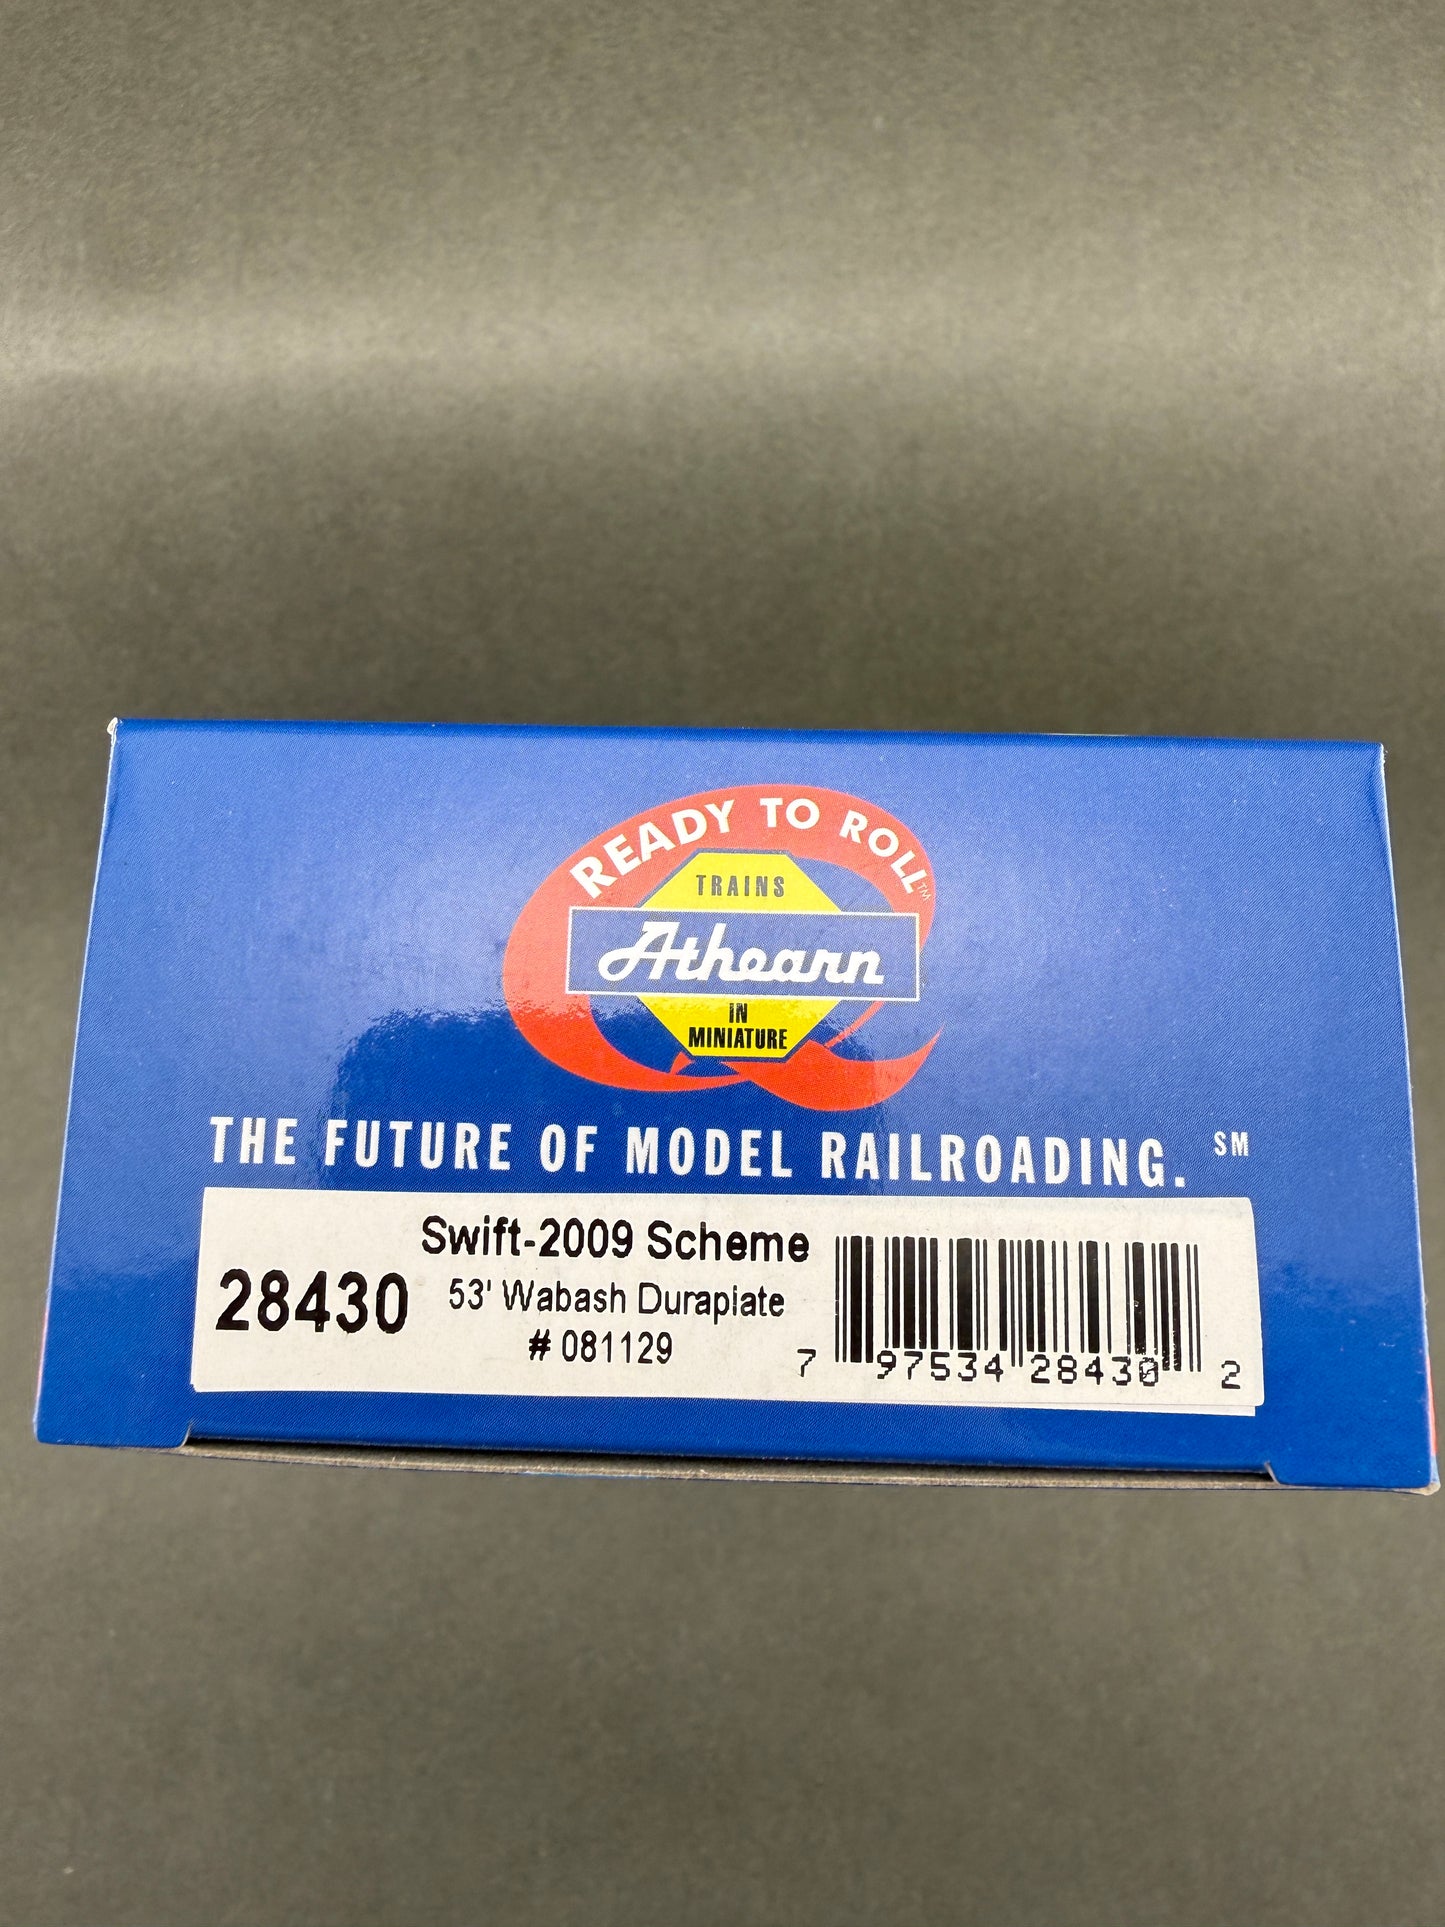 READY TO ROLL™
TRAINS
Athearn
IN
MINIATURE
THE FUTURE OF MODEL RAILROADING. SM
Swift-2009 Scheme
28430
53' Wabash Duraplate
# 081129
7 97534 28430 2